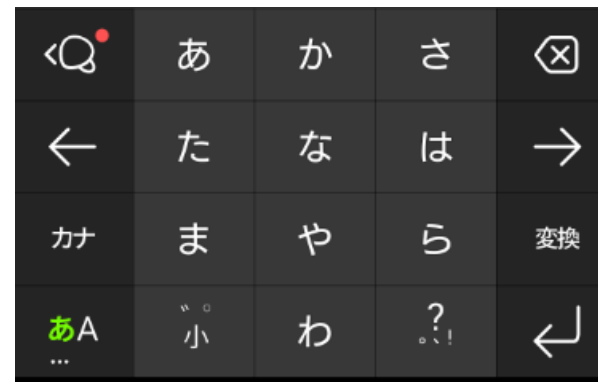 あ か さ
た な は
カナ ま や ら 変換
あA ゛゜小 わ 。、?!
...